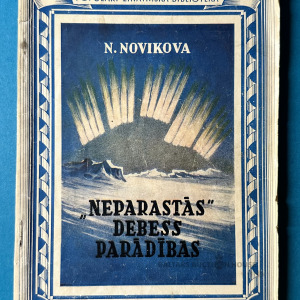 N. NOVIKOVA
„NEPARASTĀS"
DEBESS
PARĀDĪBAS